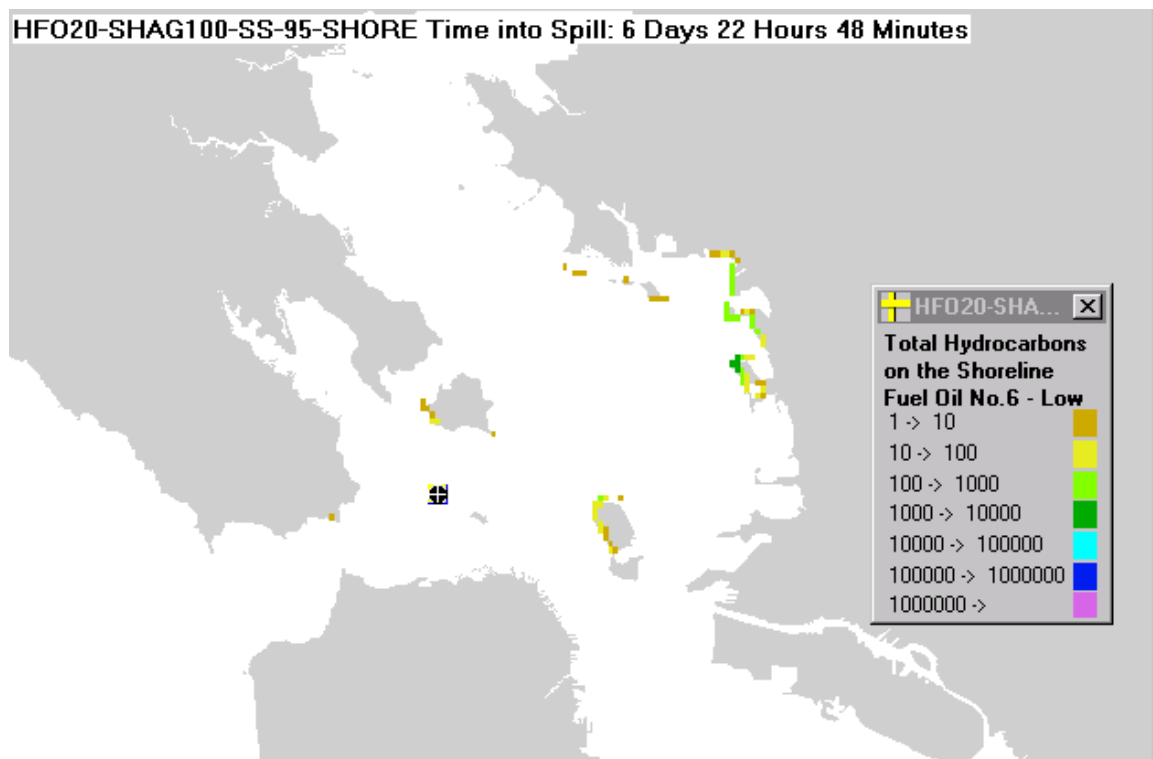 HFO20-SHAG100-SS-95-SHORE Time into Spill: 6 Days 22 Hours 48 Minutes
HFO20-SHA...
Total Hydrocarbons
on the Shoreline
Fuel Oil No.6 - Low
1 -> 10
10 -> 100
100 -> 1000
1000 -> 10000
10000 -> 100000
100000 -> 1000000
1000000 ->